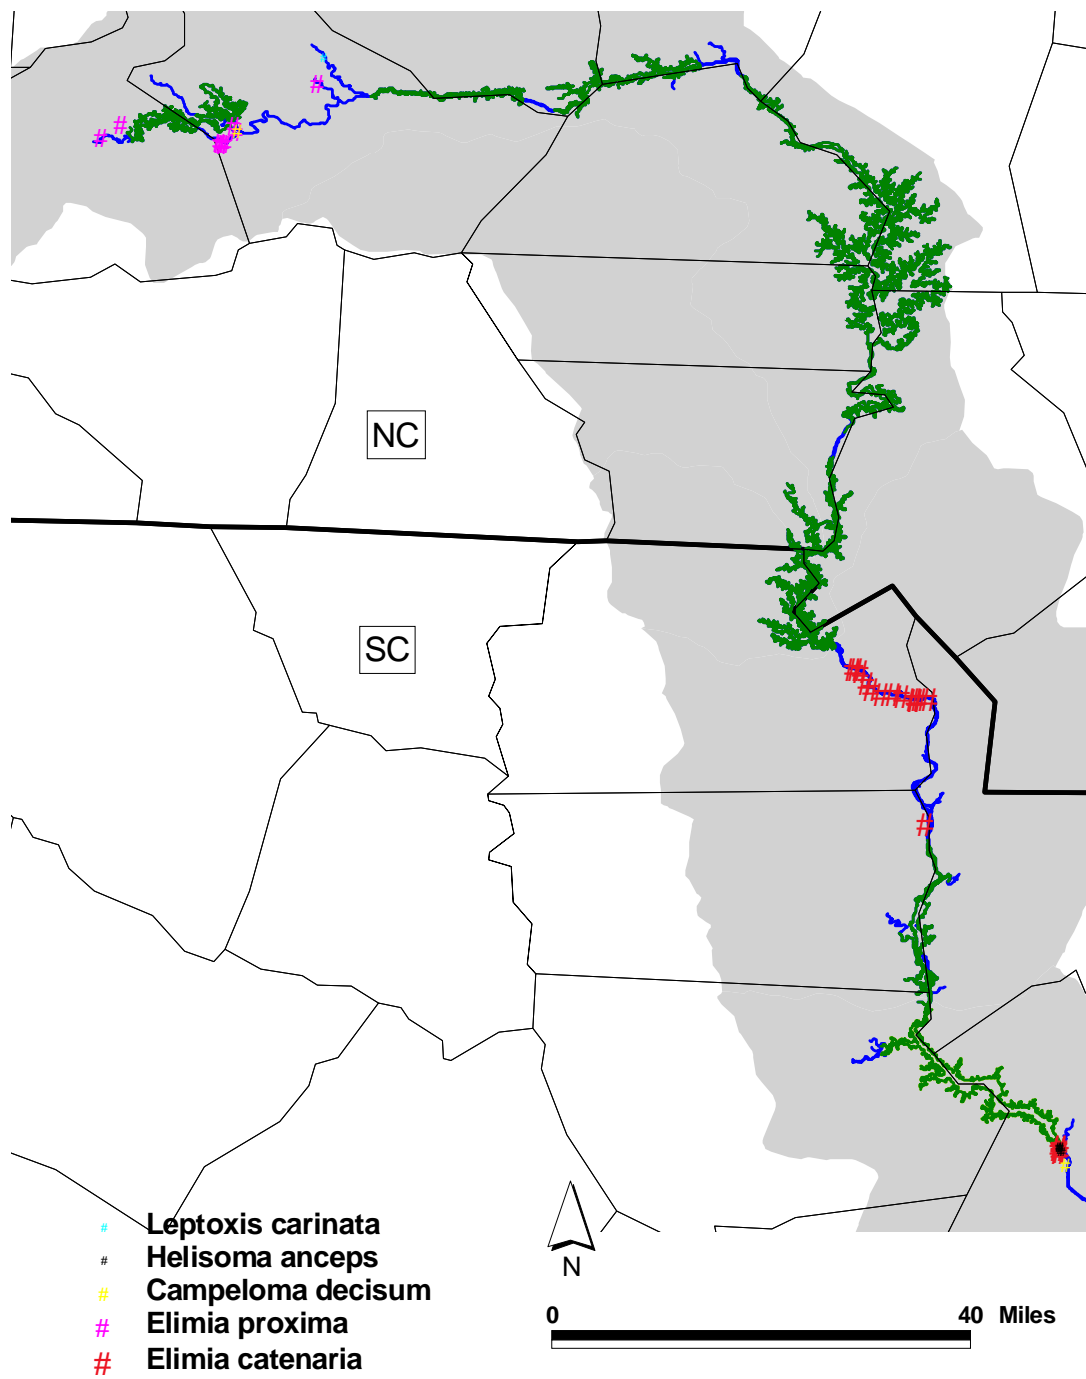 NC
SC
# Leptoxis carinata
# Helisoma anceps
# Campeloma decisum
# Elimia proxima
# Elimia catenaria
N
0 40 Miles